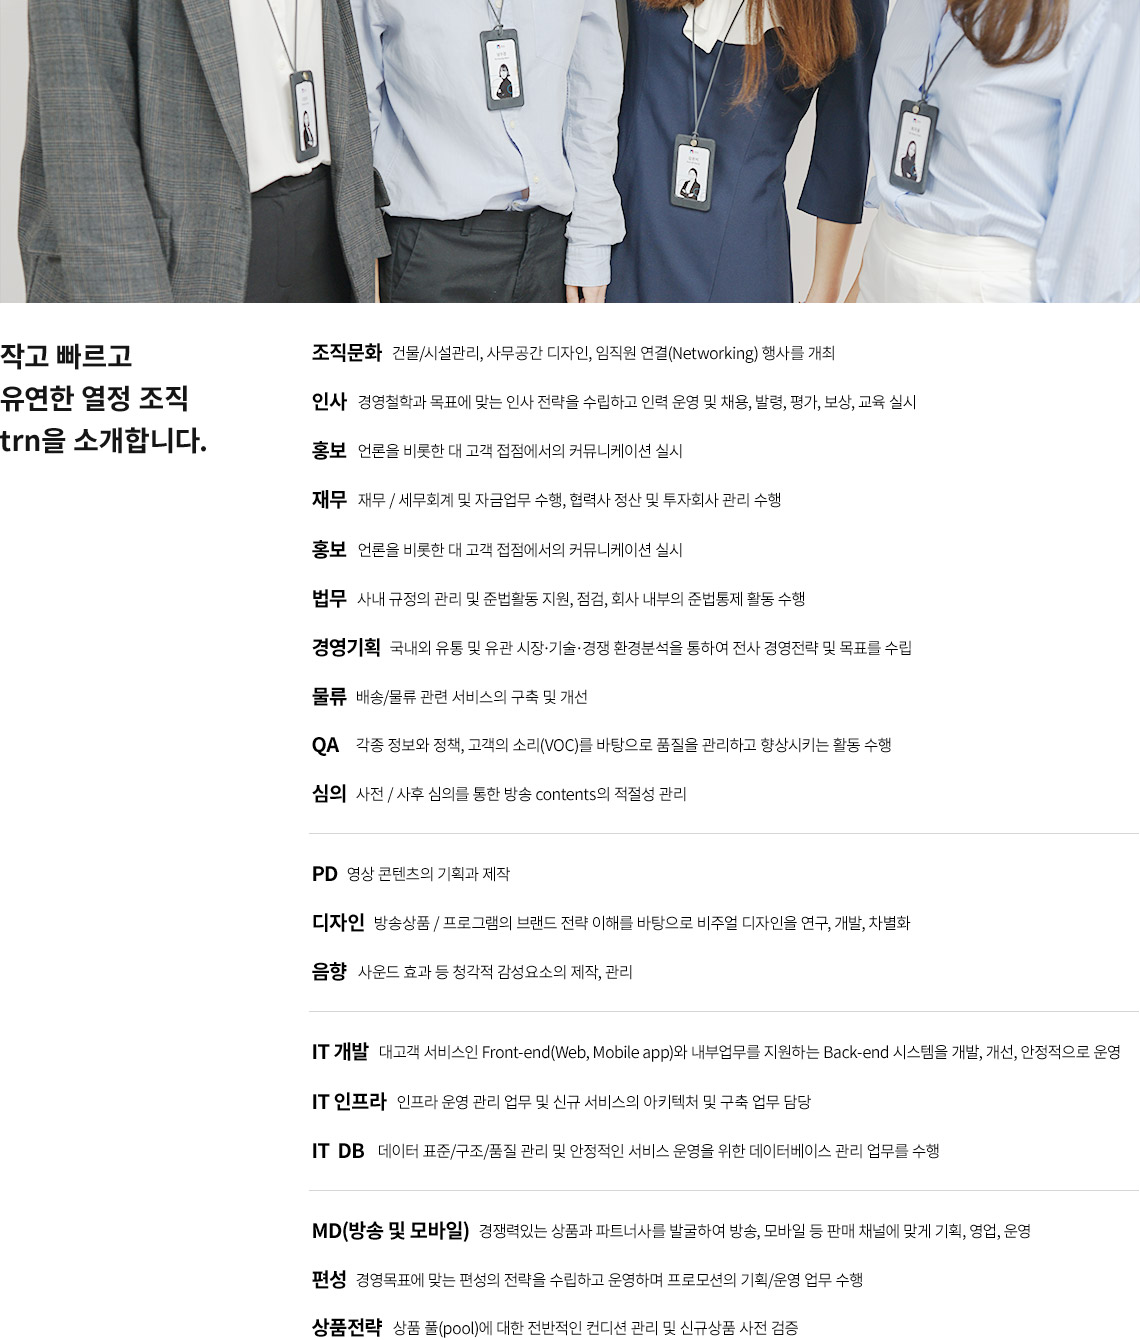 작고 빠르고
유연한 열정 조직
trn을 소개합니다.
조직문화 건물/시설관리, 사무공간 디자인, 임직원 연결(Networking) 행사를 개최
인사 경영철학과 목표에 맞는 인사 전략을 수립하고 인력 운영 및 채용, 발령, 평가, 보상, 교육 실시
홍보 언론을 비롯한 대 고객 접점에서의 커뮤니케이션 실시
재무 재무 / 세무회계 및 자금업무 수행, 협력사 정산 및 투자회사 관리 수행
홍보 언론을 비롯한 대 고객 접점에서의 커뮤니케이션 실시
법무 사내 규정의 관리 및 준법활동 지원, 점검, 회사 내부의 준법통제 활동 수행
경영기획 국내외 유통 및 유관 시장·기술·경쟁 환경분석을 통하여 전사 경영전략 및 목표를 수립
물류 배송/물류 관련 서비스의 구축 및 개선
QA 각종 정보와 정책, 고객의 소리(VOC)를 바탕으로 품질을 관리하고 향상시키는 활동 수행
심의 사전 / 사후 심의를 통한 방송 contents의 적절성 관리
PD 영상 콘텐츠의 기획과 제작
디자인 방송상품 / 프로그램의 브랜드 전략 이해를 바탕으로 비주얼 디자인을 연구, 개발, 차별화
음향 사운드 효과 등 청각적 감성요소의 제작, 관리
IT 개발 대고객 서비스인 Front-end(Web, Mobile app)와 내부업무를 지원하는 Back-end 시스템을 개발, 개선, 안정적으로 운영
IT 인프라 인프라 운영 관리 업무 및 신규 서비스의 아키텍처 및 구축 업무 담당
IT DB 데이터 표준/구조/품질 관리 및 안정적인 서비스 운영을 위한 데이터베이스 관리 업무를 수행
MD(방송 및 모바일) 경쟁력있는 상품과 파트너사를 발굴하여 방송, 모바일 등 판매 채널에 맞게 기획, 영업, 운영
편성 경영목표에 맞는 편성의 전략을 수립하고 운영하며 프로모션의 기획/운영 업무 수행
상품전략 상품 풀(pool)에 대한 전반적인 컨디션 관리 및 신규상품 사전 검증